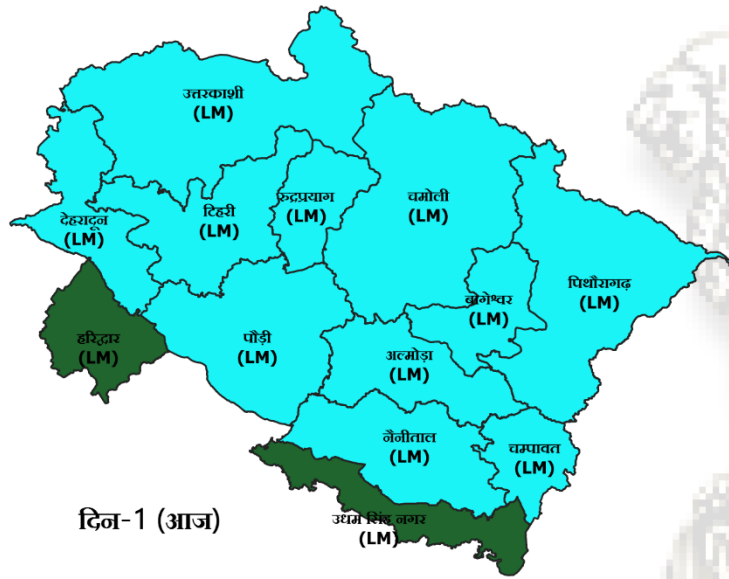 उत्तरकाशी
(LM)
देहरादून
(LM)
टिहरी
(LM)
रुद्रप्रयाग
(LM)
चमोली
(LM)
पिथौरागढ़
(LM)
बागेश्वर
(LM)
हरिद्वार
(LM)
पौड़ी
(LM)
अल्मोड़ा
(LM)
नैनीताल
(LM)
चम्पावत
(LM)
उधम सिंह नगर
(LM)
दिन-1 (आज)